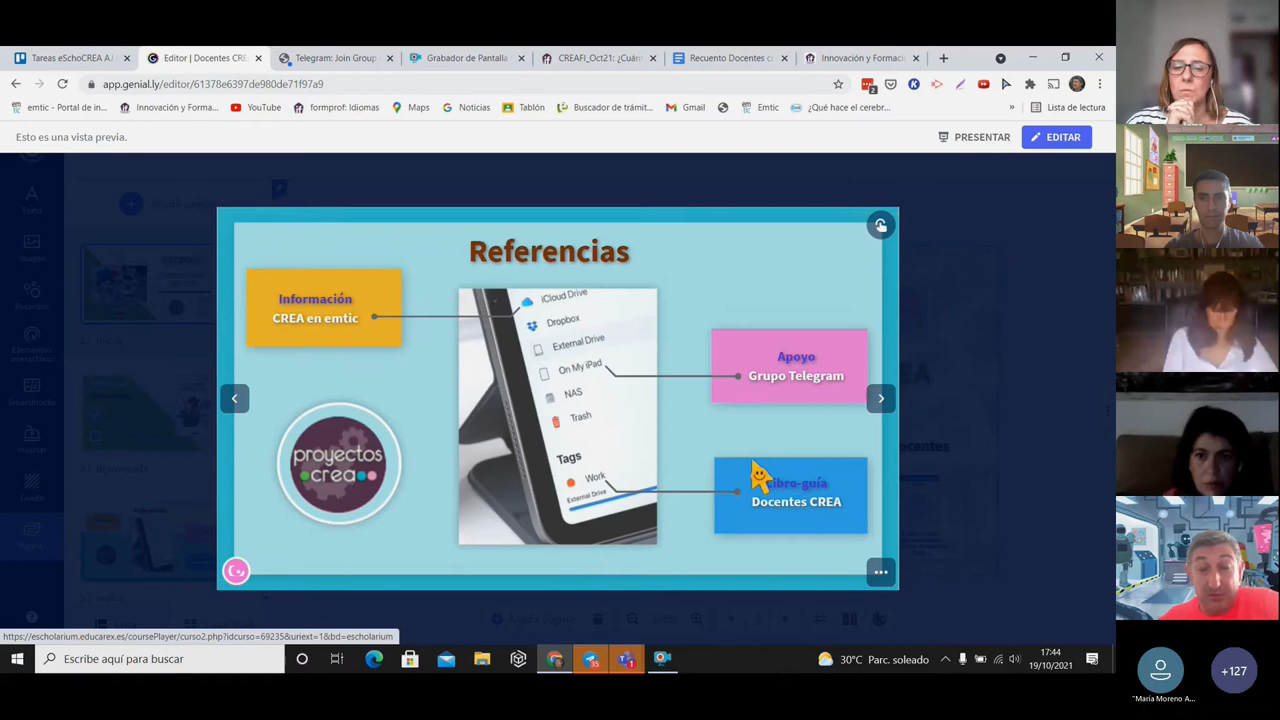 Tareas eSchoCREA A
Editor | Docentes CRE
Telegram: Join Group
Grabador de Pantalla
CREAFI_Oct21: ¿Cuán
Recuento Docentes c
Innovación y Formac
app.genial.ly/editor/61378e6397de980de71f97a9
emtic - Portal de in...
Innovación y Forma...
YouTube
formprof: Idiomas
Maps
Noticias
Tablón
Buscador de trámit...
Gmail
Emtic
¿Qué hace el cerebr...
»
Lista de lectura
Esto es una vista previa.
PRESENTAR
EDITAR
Referencias
Información
CREA en emtic
iCloud Drive
Dropbox
External Drive
On My iPad
NAS
Trash
Tags
Work
External Drive
Apoyo
Grupo Telegram
Libro-guía
Docentes CREA
proyectos
crea
https://escholarium.educarex.es/coursePlayer/curso2.php?idcurso=69235&uriext=1&bd=escholarium
Escribe aquí para buscar
30°C Parc. soleado
17:44
19/10/2021
"María Moreno A...
+127